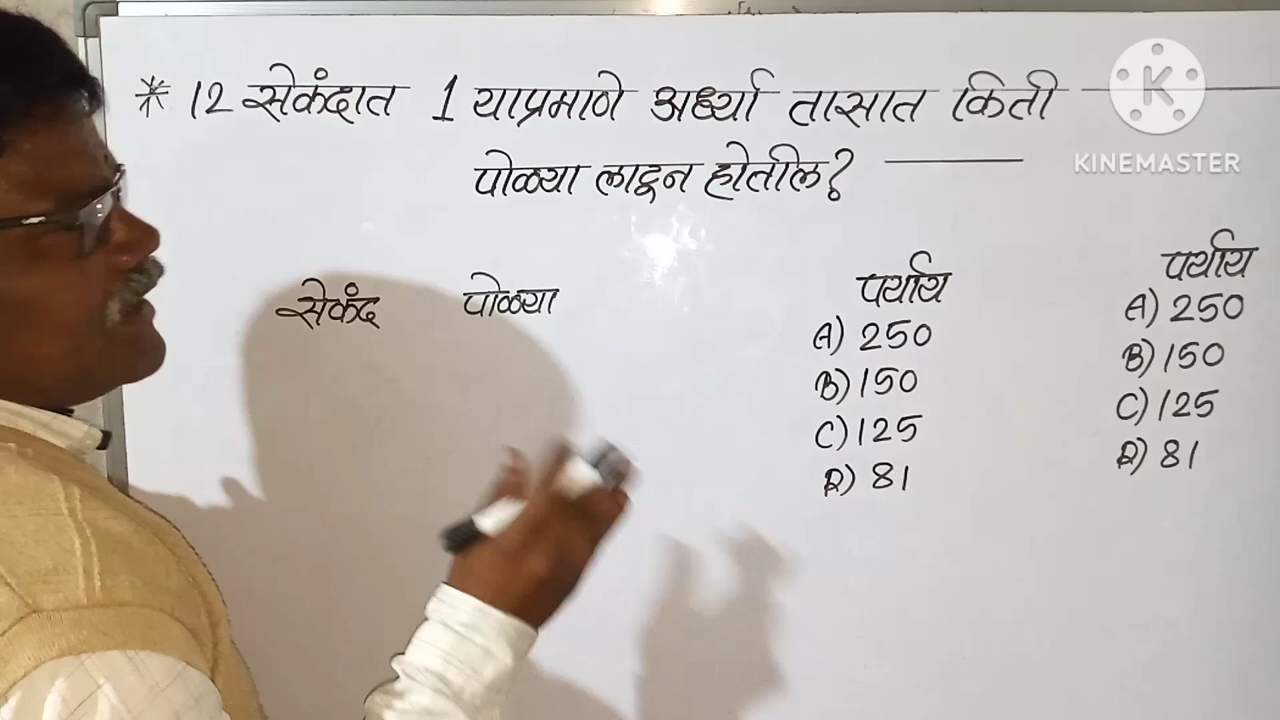 * 12 सेकंदात 1 याप्रमाणे अर्ध्या तासात किती
पोळ्या लाटून होतील?
K
KINEMASTER
सेकंद पोळ्या
पर्याय
A) 250
B) 150
C) 125
D) 81
पर्याय
A) 250
B) 150
C) 125
D) 81